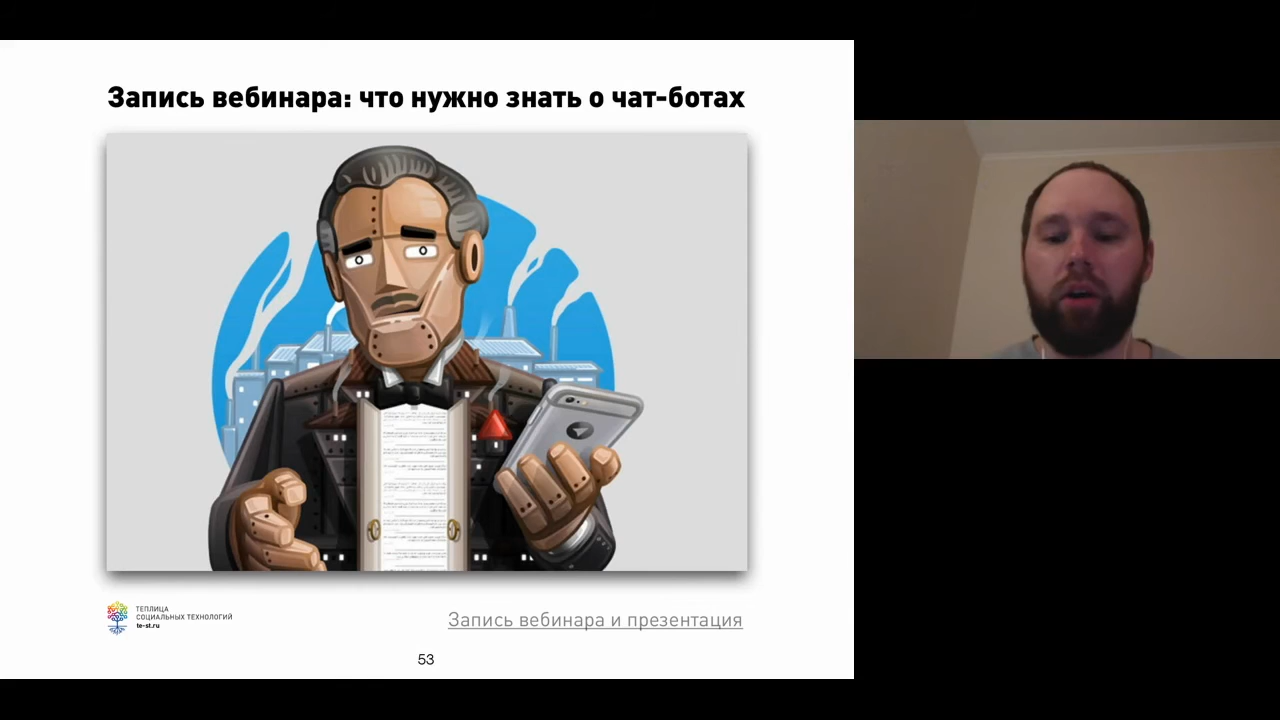 Запись вебинара: что нужно знать о чат-ботах
ТЕПЛИЦА
СОЦИАЛЬНЫХ ТЕХНОЛОГИЙ
te-st.ru
Запись вебинара и презентация
53